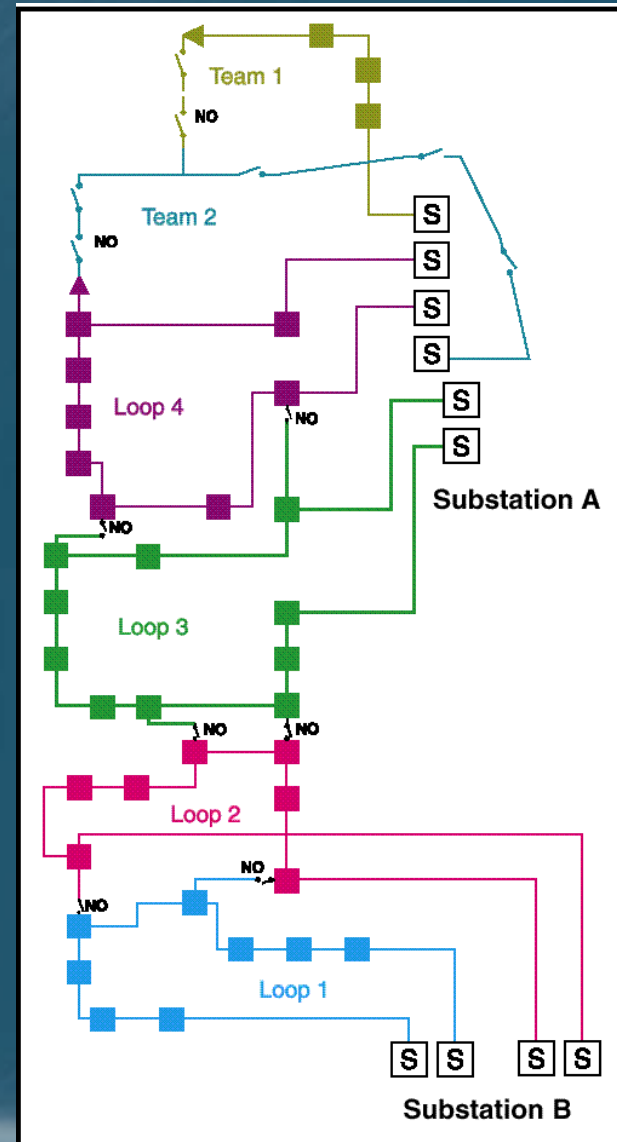 Team 1
NO
Team 2
S
NO
S
S
S
Loop 4
S
NO
S
Substation A
NO
Loop 3
NO
NO
Loop 2
NO
NO
Loop 1
S
S
S
S
Substation B